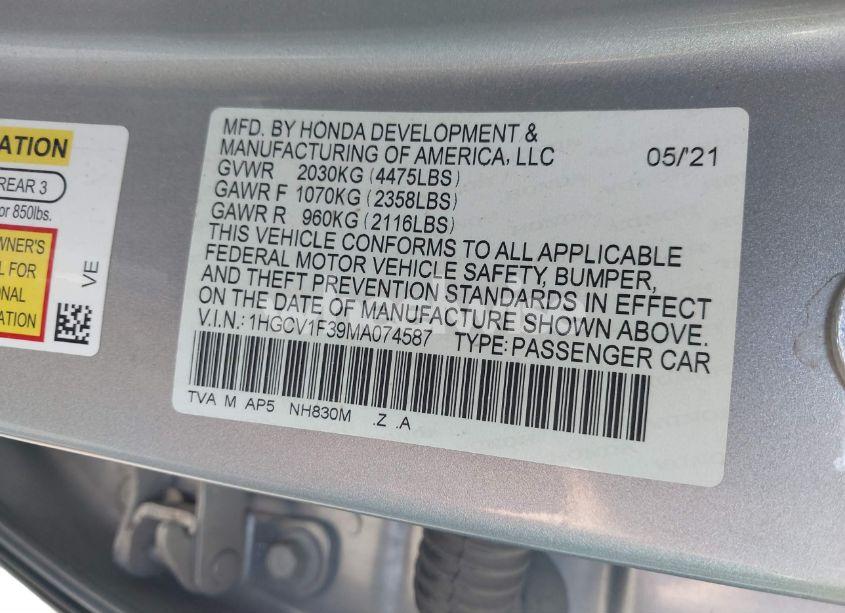 ATION
REAR 3
or 850lbs.
WNER'S
L FOR
ONAL
ATION
VE
MFD. BY HONDA DEVELOPMENT &
MANUFACTURING OF AMERICA, LLC 05/'21
GVWR 2030KG (4475LBS)
GAWR F 1070KG (2358LBS)
GAWR R 960KG (2116LBS)
THIS VEHICLE CONFORMS TO ALL APPLICABLE
FEDERAL MOTOR VEHICLE SAFETY, BUMPER,
AND THEFT PREVENTION STANDARDS IN EFFECT
ON THE DATE OF MANUFACTURE SHOWN ABOVE.
V.I.N.: 1HGCV1F39MA074587 TYPE: PASSENGER CAR
TVA M AP5 NH830M .Z .A